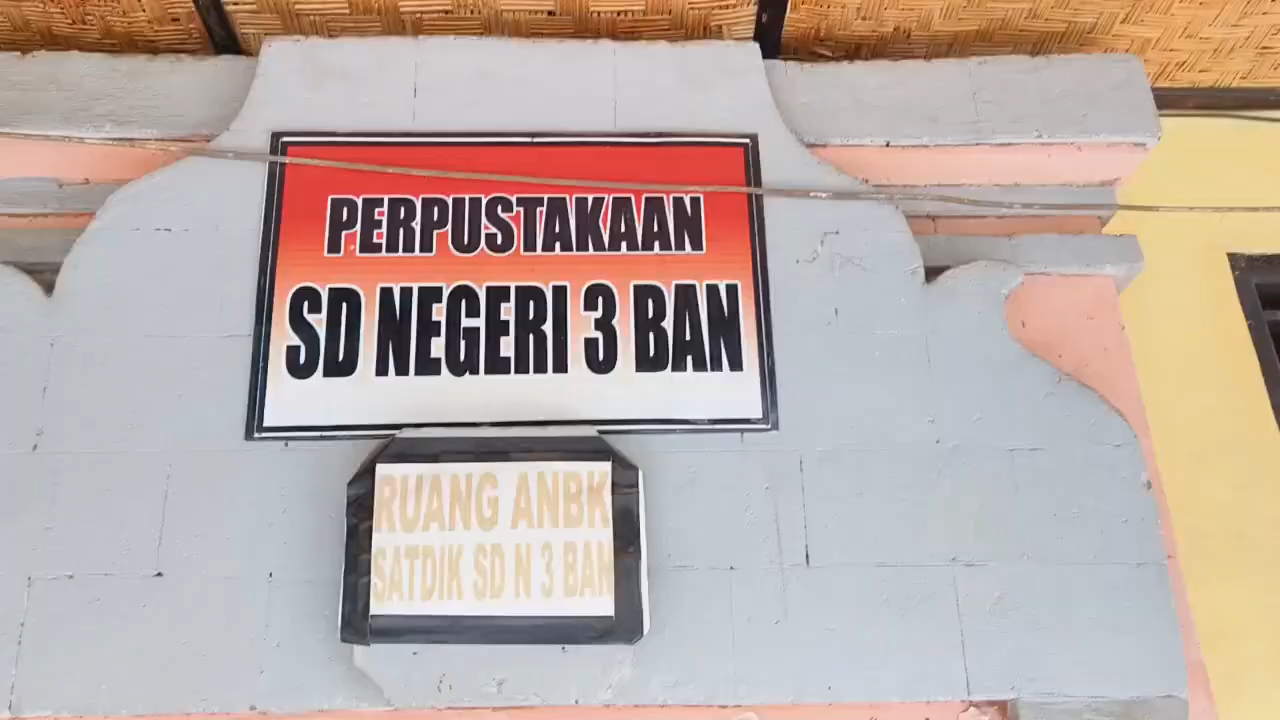 PERPUSTAKAAN
SD NEGERI 3 BAN
RUANG ANBK
SATDIK SD N 3 BAN